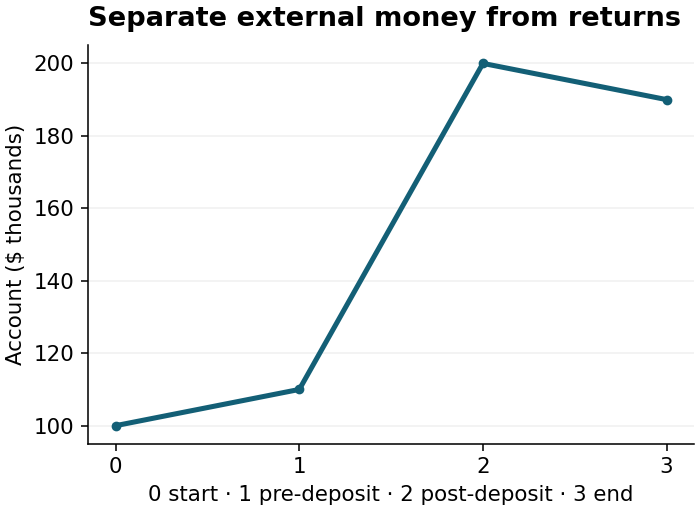 Separate external money from returns
Account ($ thousands)
200
180
160
140
120
100
0 1 2 3
0 start · 1 pre-deposit · 2 post-deposit · 3 end